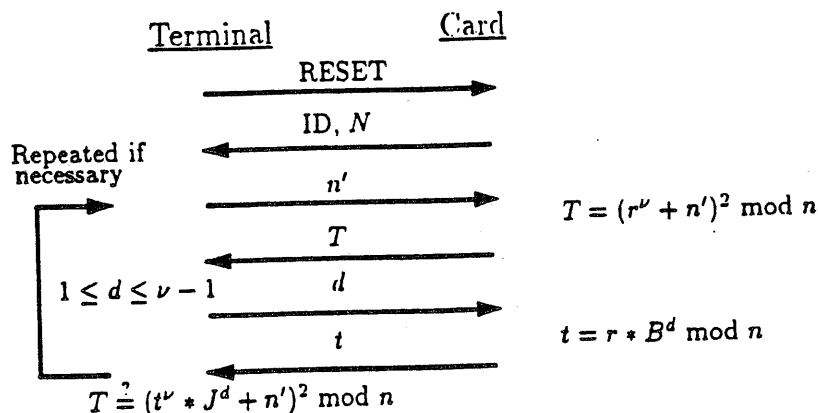 Terminal Card
RESET
ID, N
Repeated if
necessary
n′
T = (r^ν + n′)² mod n
T
1 ≤ d ≤ ν − 1
d
t = r * B^d mod n
t
T ≟ (t^ν * J^d + n′)² mod n